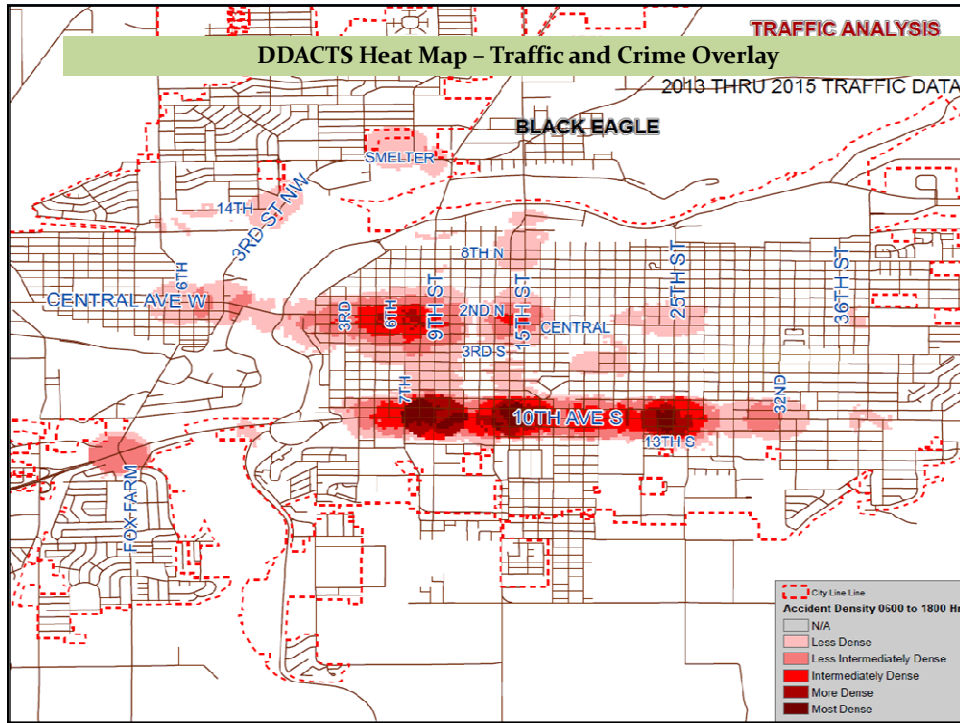 TRAFFIC ANALYSIS
DDACTS Heat Map – Traffic and Crime Overlay
2013 THRU 2015 TRAFFIC DATA
BLACK EAGLE
SMELTER
14TH
3RD ST NW
8TH N
6TH
CENTRAL AVE W
3RD
6TH
9TH ST
2ND N
15TH ST
CENTRAL
25TH ST
36TH ST
3RD S
7TH
10TH AVE S
32ND
13TH S
FOX FARM
City Line Line
Accident Density 0600 to 1800 Hr
N/A
Less Dense
Less Intermediately Dense
Intermediately Dense
More Dense
Most Dense